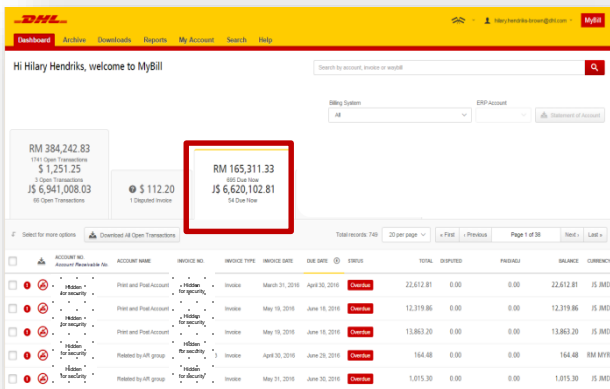 DHL
hilary.hendriks-brown@dhl.com
MyBill
Dashboard Archive Downloads Reports My Account Search Help
Hi Hilary Hendriks, welcome to MyBill
Search by account, invoice or waybill
Billing System
ERP Account
All
Statement of Account
RM 384,242.83
1741 Open Transactions
$ 1,251.25
3 Open Transactions
J$ 6,941,008.03
66 Open Transactions
$ 112.20
1 Disputed Invoice
RM 165,311.33
695 Due Now
J$ 6,620,102.81
54 Due Now
Select for more options Download All Open Transactions Total records: 749 20 per page « First ‹ Previous Page 1 of 38 Next › Last »
ACCOUNT NO. Account Receivable No. ACCOUNT NAME INVOICE NO. INVOICE TYPE INVOICE DATE DUE DATE STATUS TOTAL DISPUTED PAID/ADJ BALANCE CURRENCY
Hidden for security Print and Post Account Hidden for security Invoice March 31, 2016 April 30, 2016 Overdue 22,612.81 0.00 0.00 22,612.81 J$ JMD
Hidden for security Print and Post Account Hidden for security Invoice May 19, 2016 June 18, 2016 Overdue 12,319.86 0.00 0.00 12,319.86 J$ JMD
Hidden for security Print and Post Account Hidden for security Invoice May 19, 2016 June 18, 2016 Overdue 13,863.20 0.00 0.00 13,863.20 J$ JMD
Hidden for security Related by AR group Hidden for security Invoice April 30, 2016 June 29, 2016 Overdue 164.48 0.00 0.00 164.48 RM MYR
Hidden for security Related by AR group Hidden for security Invoice May 31, 2016 June 30, 2016 Overdue 1,015.30 0.00 0.00 1,015.30 J$ JMD